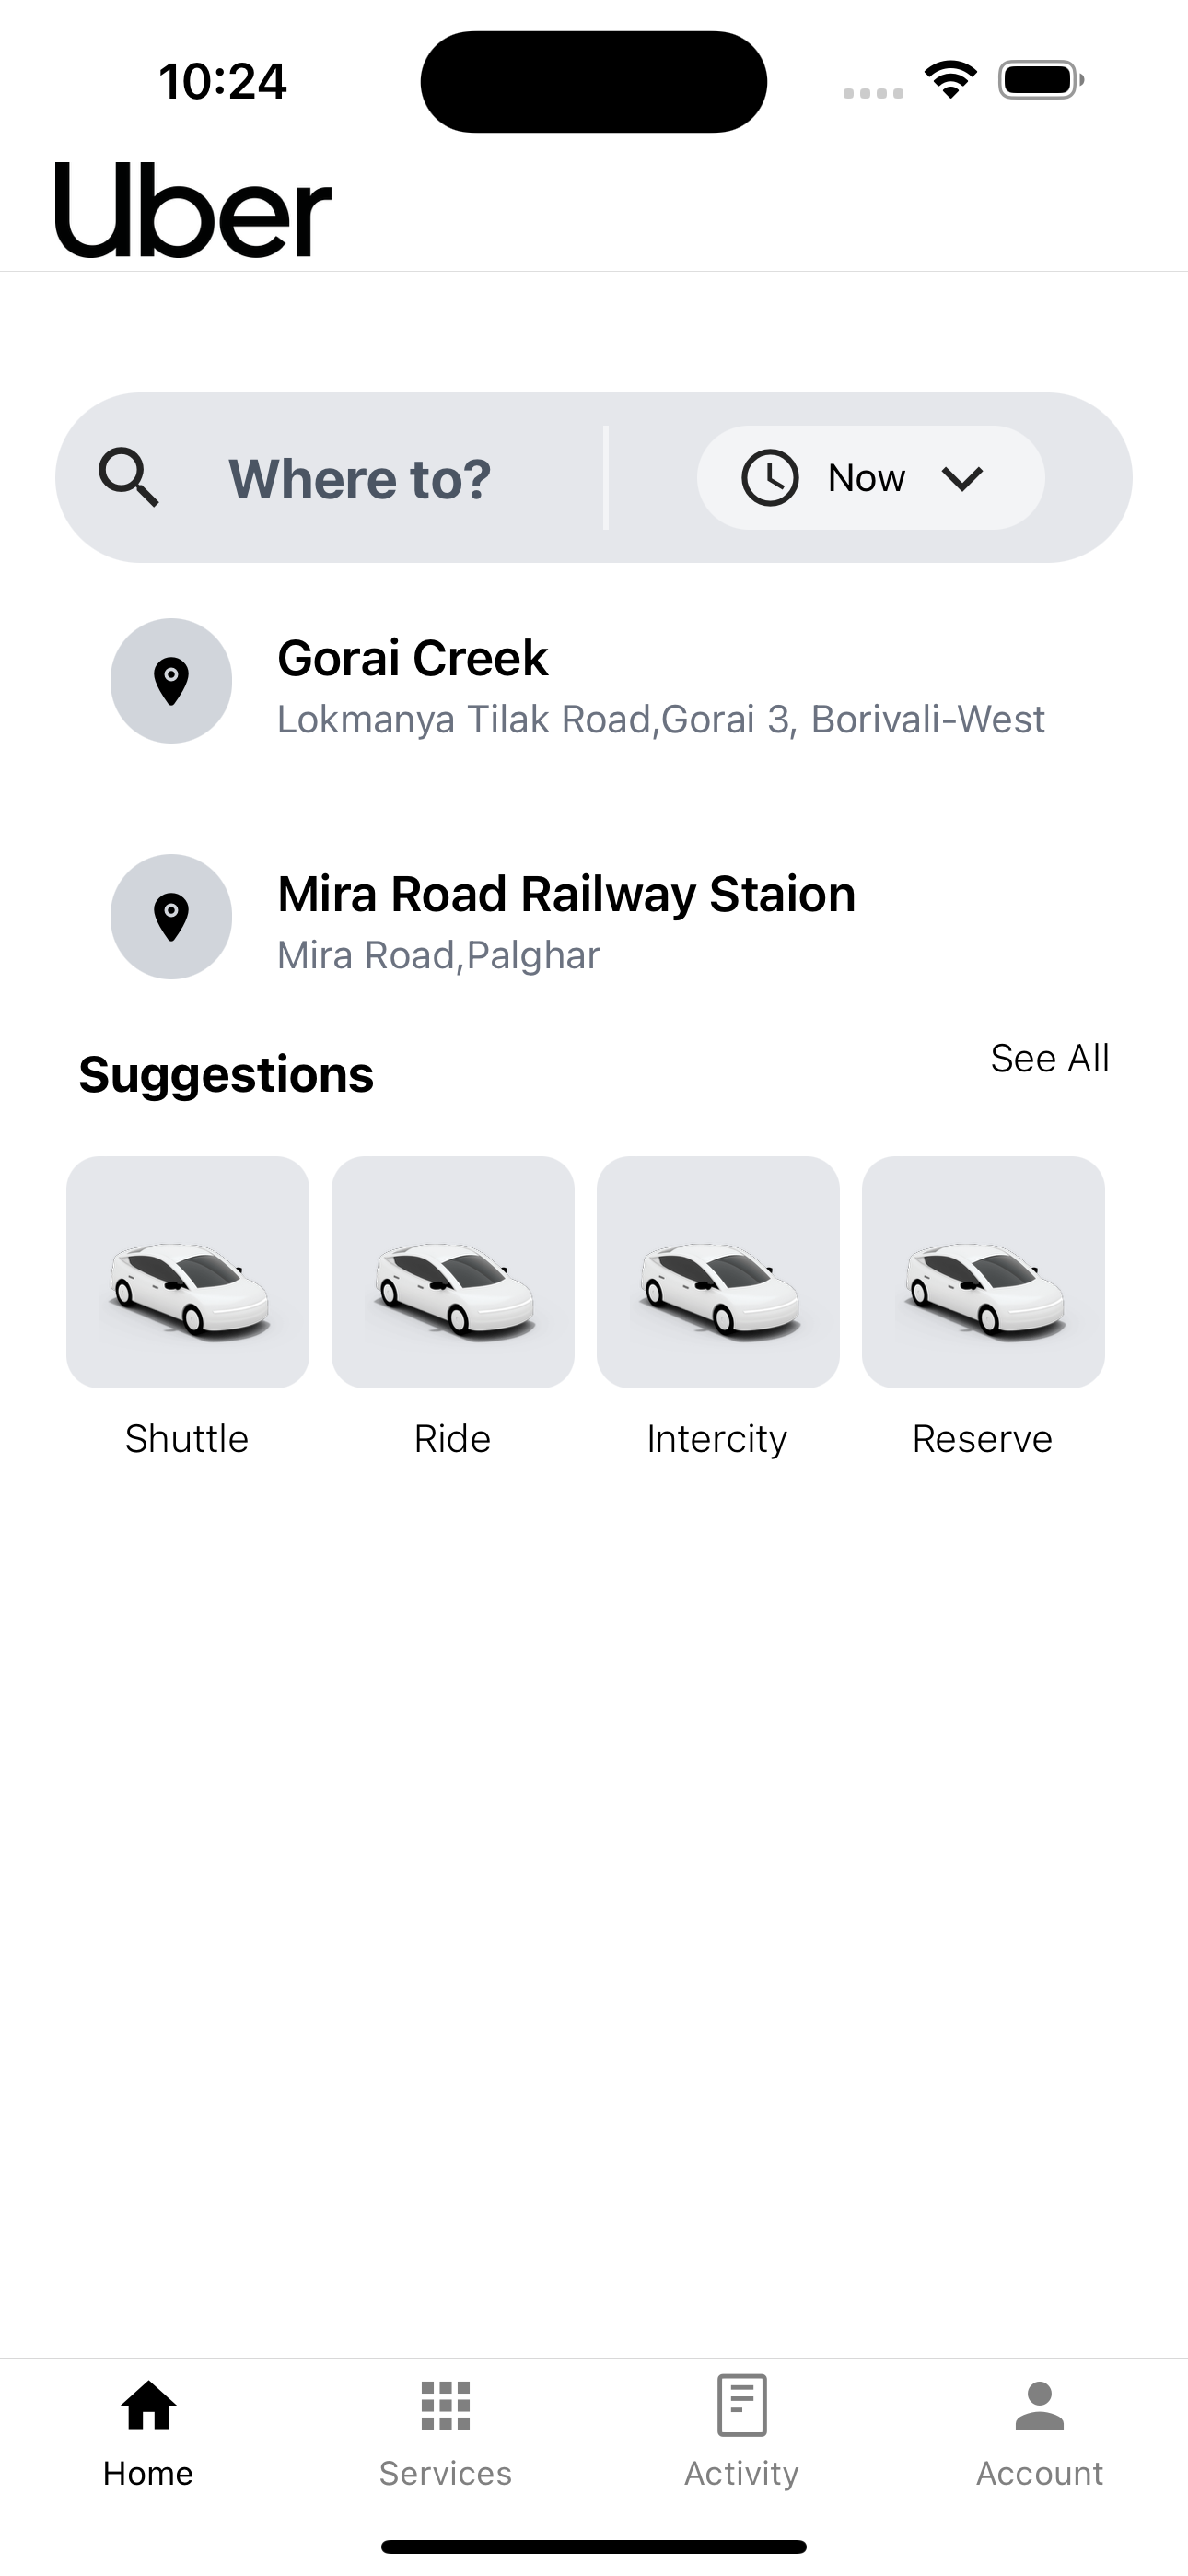 10:24
Uber
Where to?
Now
Gorai Creek
Lokmanya Tilak Road,Gorai 3, Borivali-West
Mira Road Railway Staion
Mira Road,Palghar
Suggestions
See All
Shuttle
Ride
Intercity
Reserve
Home
Services
Activity
Account